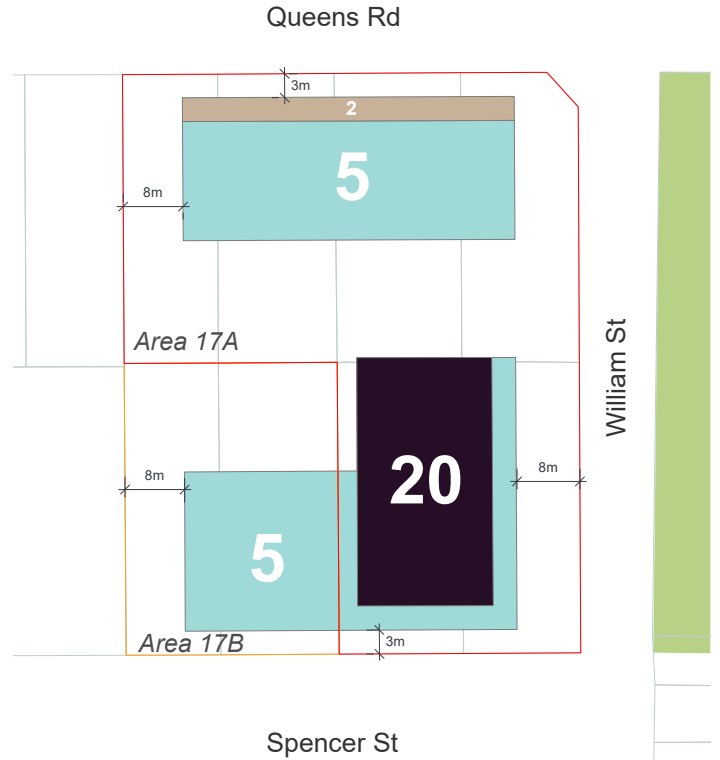 Queens Rd
3m
2
5
8m
Area 17A
William St
20
8m
8m
5
Area 17B
3m
Spencer St